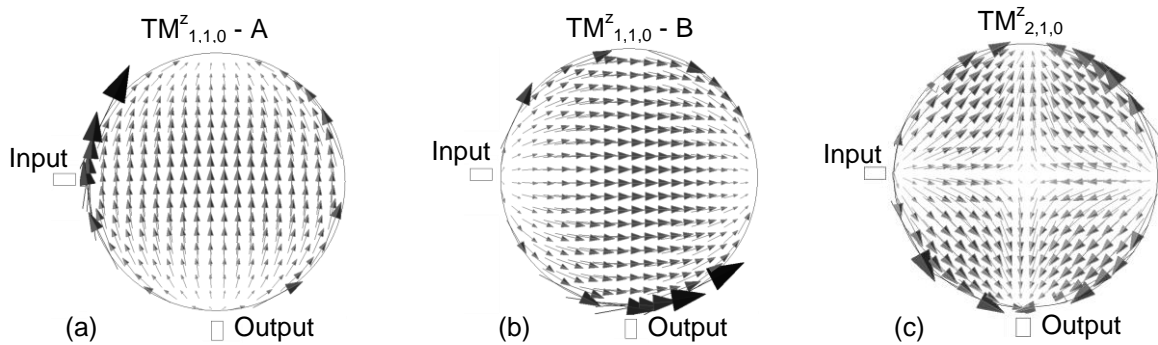 TM^z_1,1,0 - A
TM^z_1,1,0 - B
TM^z_2,1,0
Input
Input
Input
(a)
Output
(b)
Output
(c)
Output